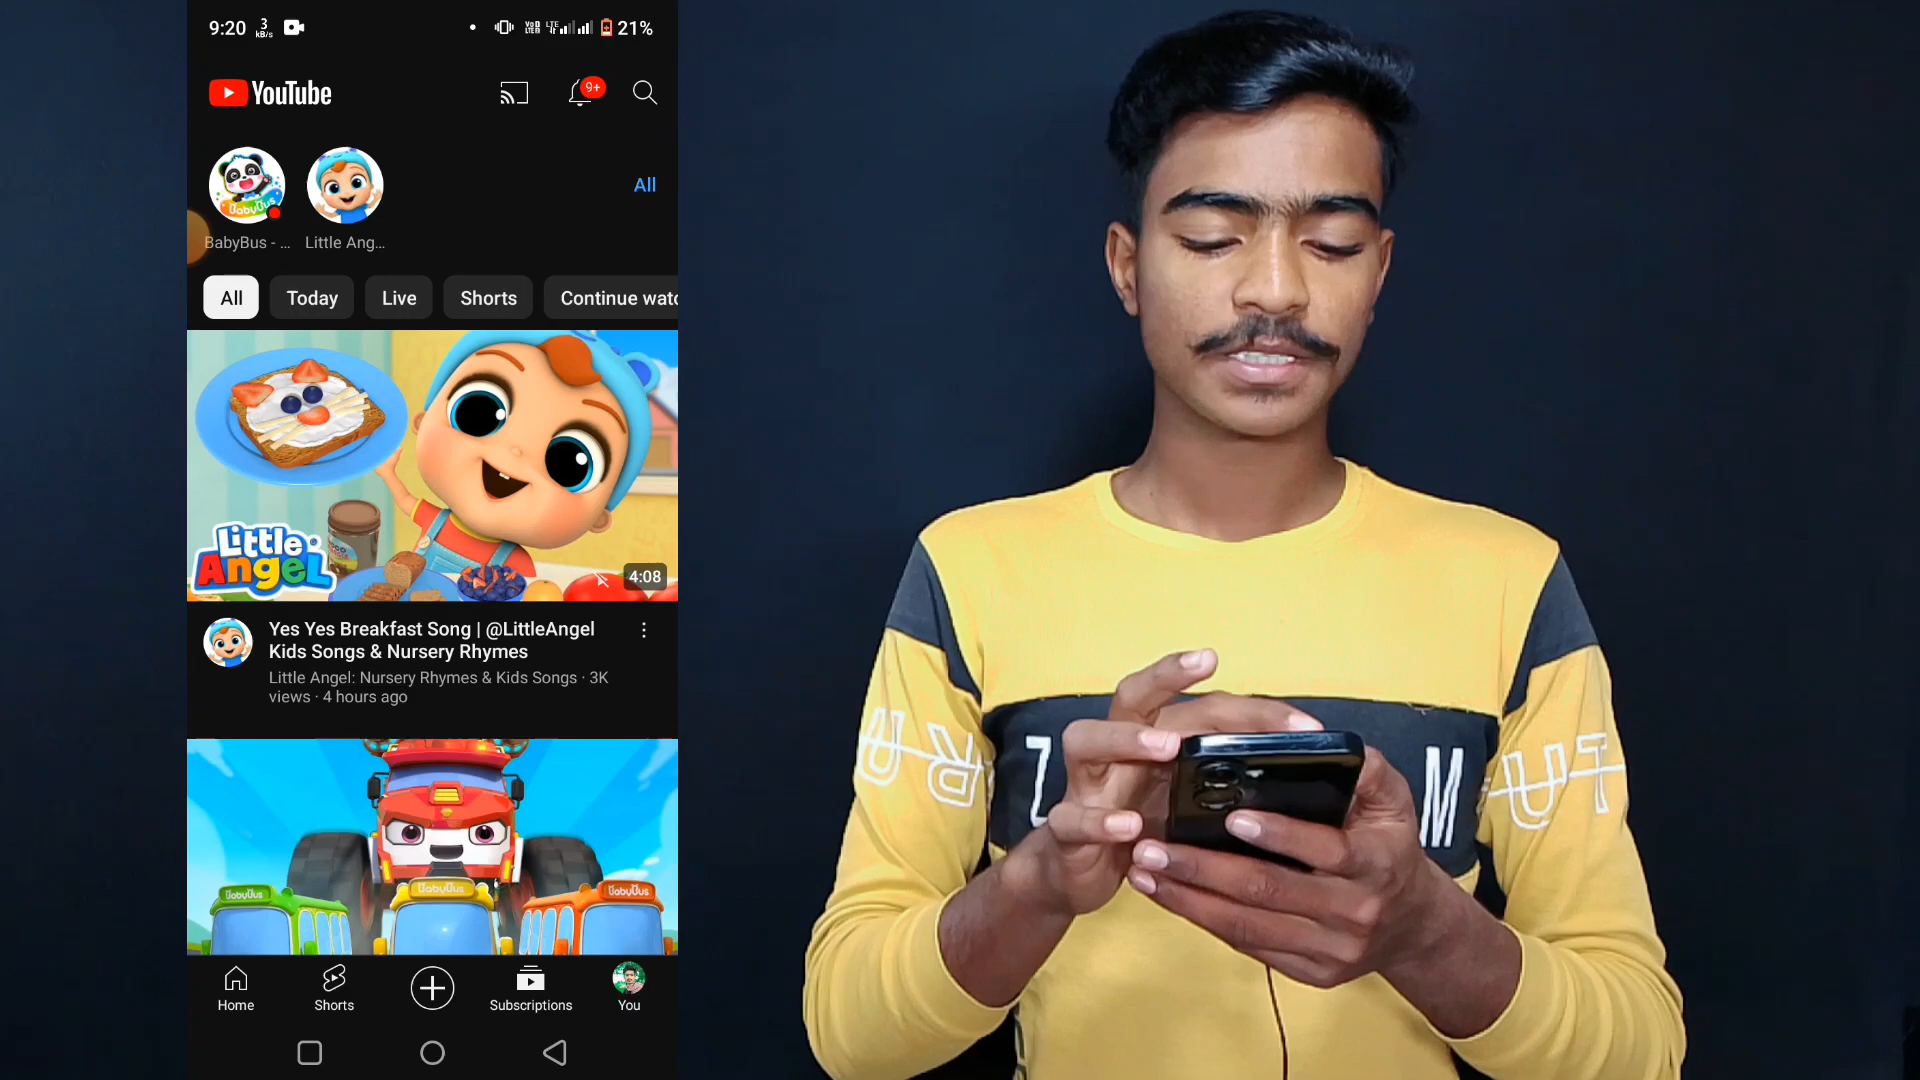 9:20
3
kB/s
21%
YouTube
9+
All
BabyBus - ...
Little Ang...
All
Today
Live
Shorts
Continue watc
Little
Angel
4:08
Yes Yes Breakfast Song | @LittleAngel
Kids Songs & Nursery Rhymes
Little Angel: Nursery Rhymes & Kids Songs · 3K
views · 4 hours ago
BabyBus
BabyBus
BabyBus
Home
Shorts
Subscriptions
You